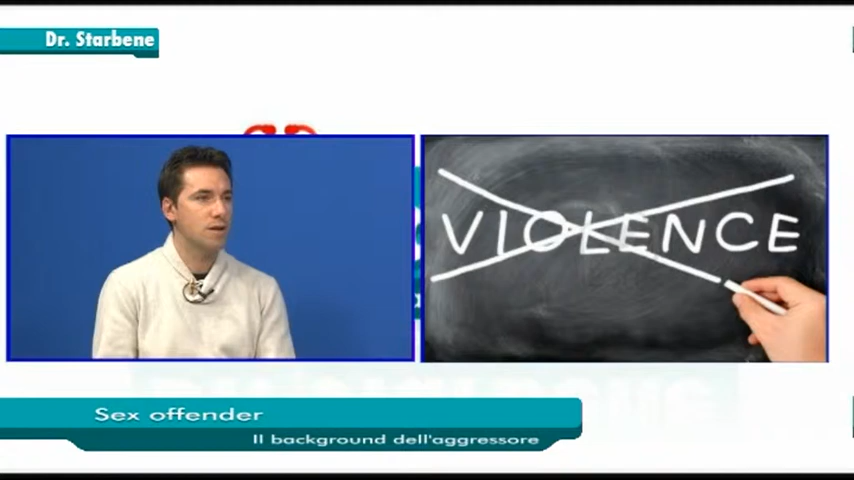 Dr. Starbene
VIOLENCE
Sex offender
Il background dell'aggressore